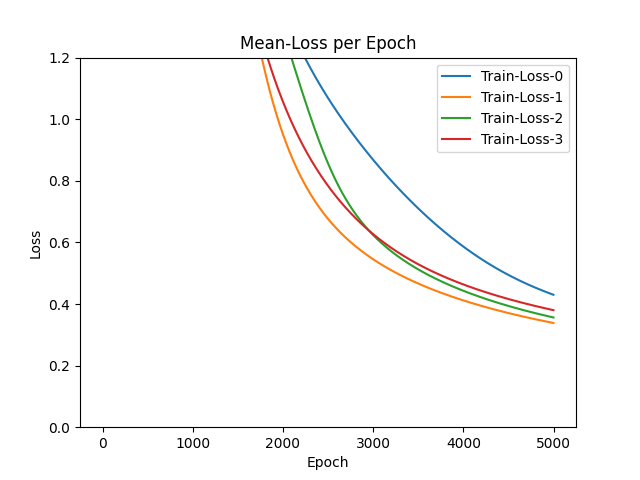 Mean-Loss per Epoch
1.2
1.0
0.8
0.6
0.4
0.2
0.0
Loss
Train-Loss-0
Train-Loss-1
Train-Loss-2
Train-Loss-3
0 1000 2000 3000 4000 5000
Epoch